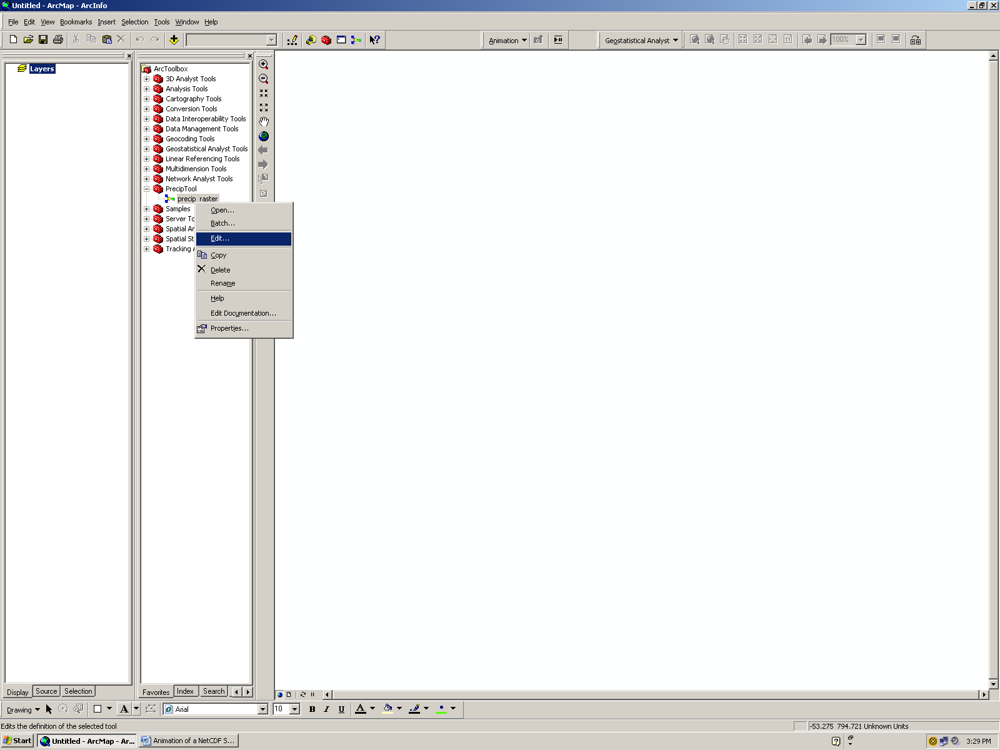 Untitled - ArcMap - ArcInfo
File Edit View Bookmarks Insert Selection Tools Window Help
Animation
Geostatistical Analyst
100%
Layers
ArcToolbox
3D Analyst Tools
Analysis Tools
Cartography Tools
Conversion Tools
Data Interoperability Tools
Data Management Tools
Geocoding Tools
Geostatistical Analyst Tools
Linear Referencing Tools
Multidimension Tools
Network Analyst Tools
PrecipTool
precip_raster
Samples
Server To
Spatial An
Spatial St
Tracking A
Open...
Batch...
Edit...
Copy
Delete
Rename
Help
Edit Documentation...
Properties...
Display Source Selection
Favorites Index Search
Drawing A Arial 10 B I U A
Edits the definition of the selected tool
-53.275 794.721 Unknown Units
Start Untitled - ArcMap - Ar... Animation of a NetCDF S... 3:29 PM